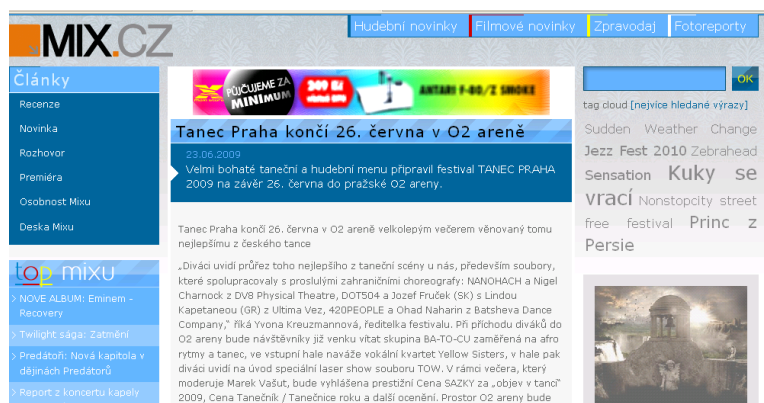 Hudební novinky
Filmové novinky
Zpravodaj
Fotoreporty
MIX.CZ
Články
Recenze
Novinka
Rozhovor
Premiéra
Osobnost Mixu
Deska Mixu
top mixu
NOVE ALBUM: Eminem -
Recovery
Twilight sága: Zatmění
Predátoři: Nová kapitola v
dějinách Predátorů
Report z koncertu kapely
PŮJČUJEME ZA
MINIMUM
309 Kč
ANTARI F-80/Z SMOKE
Tanec Praha končí 26. června v O2 areně
23.06.2009
Velmi bohaté taneční a hudební menu připravil festival TANEC PRAHA
2009 na závěr 26. června do pražské O2 areny.
Tanec Praha končí 26. června v O2 areně velkolepým večerem věnovaný tomu
nejlepšímu z českého tance
„Diváci uvidí průřez toho nejlepšího z taneční scény u nás, především soubory,
které spolupracovaly s proslulými zahraničními choreografy: NANOHACH a Nigel
Charnock z DV8 Physical Theatre, DOT504 a Jozef Fruček (SK) s Lindou
Kapetaneou (GR) z Ultima Vez, 420PEOPLE a Ohad Naharin z Batsheva Dance
Company,“ říká Yvona Kreuzmannová, ředitelka festivalu. Při příchodu diváků do
O2 areny bude návštěvníky již venku vítat skupina BA-TO-CU zaměřená na afro
rytmy a tanec, ve vstupní hale naváže vokální kvartet Yellow Sisters, v hale pak
diváci uvidí na úvod speciální laser show souboru TOW. V rámci večera, který
moderuje Marek Vašut, bude vyhlášena prestižní Cena SAZKY za „objev v tanci“
2009, Cena Tanečník / Tanečnice roku a další ocenění. Prostor O2 areny bude
OK
tag cloud [nejvíce hledané výrazy]
Sudden Weather Change
Jezz Fest 2010 Zebrahead
Sensation Kuky se
vrací Nonstopcity street
free festival Princ z
Persie